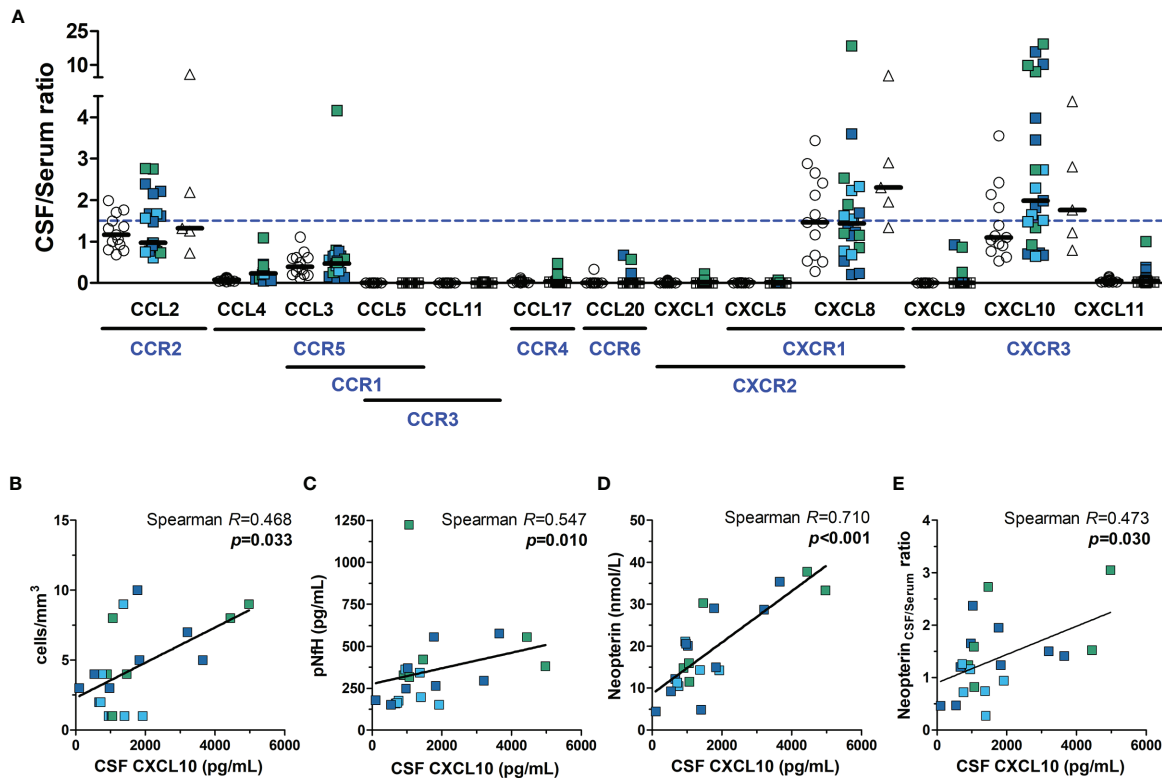 A
CSF/Serum ratio
25
10
4
3
2
1
0
CCL2 CCL4 CCL3 CCL5 CCL11 CCL17 CCL20 CXCL1 CXCL5 CXCL8 CXCL9 CXCL10 CXCL11
CCR2 CCR5 CCR4 CCR6 CXCR1 CXCR3
CCR1 CXCR2
CCR3
B
Spearman R=0.468
p=0.033
cells/mm3
15
10
5
0
0 2000 4000 6000
CSF CXCL10 (pg/mL)
C
Spearman R=0.547
p=0.010
pNfH (pg/mL)
1250
1000
750
500
250
0
0 2000 4000 6000
CSF CXCL10 (pg/mL)
D
Spearman R=0.710
p<0.001
Neopterin (nmol/L)
50
40
30
20
10
0
0 2000 4000 6000
CSF CXCL10 (pg/mL)
E
Spearman R=0.473
p=0.030
Neopterin CSF/Serum ratio
4
3
2
1
0
0 2000 4000 6000
CSF CXCL10 (pg/mL)